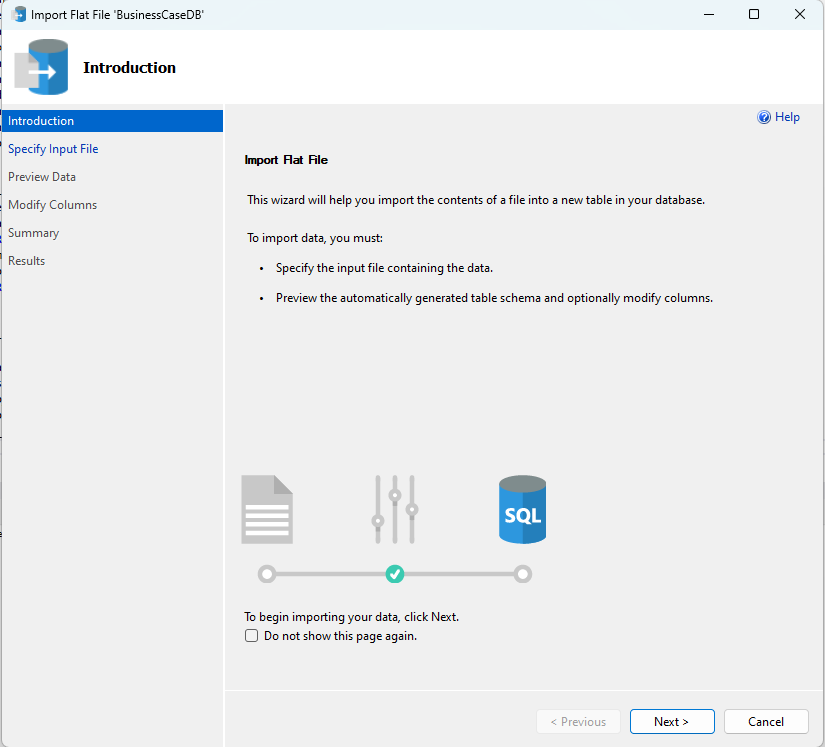 Import Flat File 'BusinessCaseDB'
Introduction
Introduction
Specify Input File
Preview Data
Modify Columns
Summary
Results
Help
Import Flat File
This wizard will help you import the contents of a file into a new table in your database.
To import data, you must:
• Specify the input file containing the data.
• Preview the automatically generated table schema and optionally modify columns.
SQL
To begin importing your data, click Next.
Do not show this page again.
< Previous
Next >
Cancel